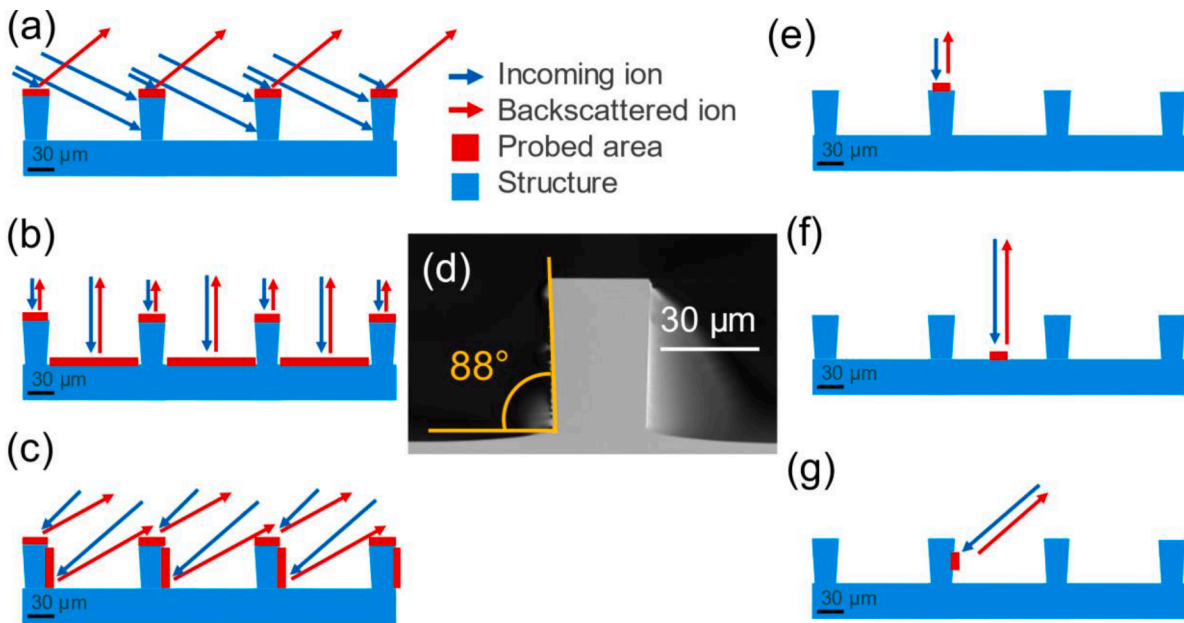 (a)
30 µm
Incoming ion
Backscattered ion
Probed area
Structure
(b)
30 µm
(c)
30 µm
(d)
88°
30 µm
(e)
30 µm
(f)
30 µm
(g)
30 µm